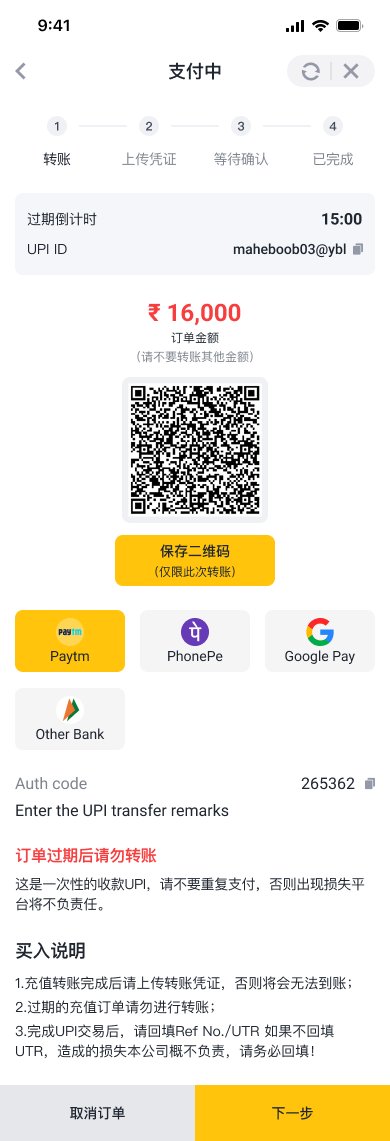 9:41
支付中
1 2 3 4
转账 上传凭证 等待确认 已完成
过期倒计时 15:00
UPI ID maheboob03@ybl
₹ 16,000
订单金额
(请不要转账其他金额)
保存二维码
(仅限此次转账)
Paytm
Paytm PhonePe Google Pay
Other Bank
Auth code 265362
Enter the UPI transfer remarks
订单过期后请勿转账
这是一次性的收款UPI，请不要重复支付，否则出现损失平
台将不负责任。
买入说明
1.充值转账完成后请上传转账凭证，否则将会无法到账；
2.过期的充值订单请勿进行转账；
3.完成UPI交易后，请回填Ref No./UTR 如果不回填
UTR，造成的损失本公司概不负责，请务必回填！
取消订单 下一步